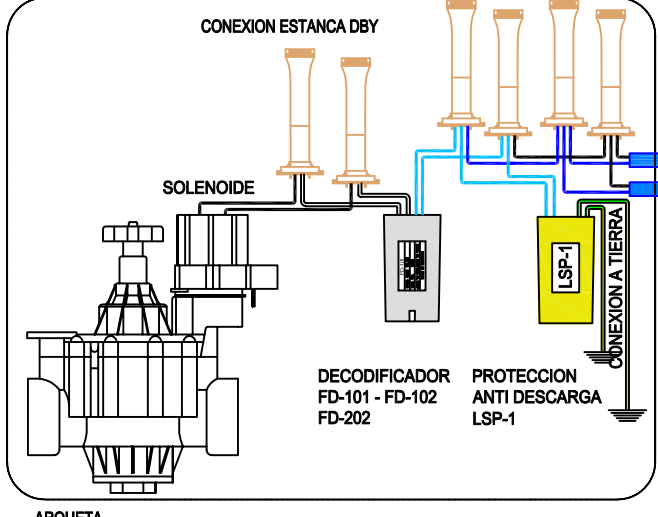 CONEXION ESTANCA DBY
SOLENOIDE
LSP-1
CONEXION A TIERRA
DECODIFICADOR
FD-101 - FD-102
FD-202
PROTECCION
ANTI DESCARGA
LSP-1
ARQUETA